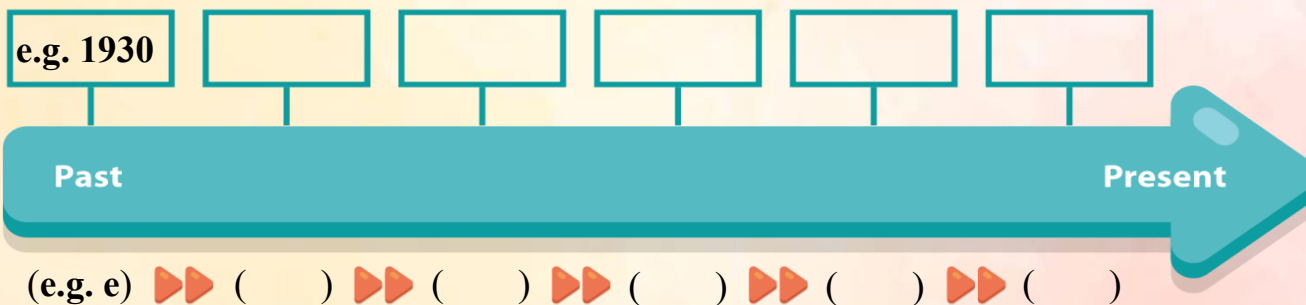 e.g. 1930
Past Present
(e.g. e) ( ) ( ) ( ) ( ) ( )